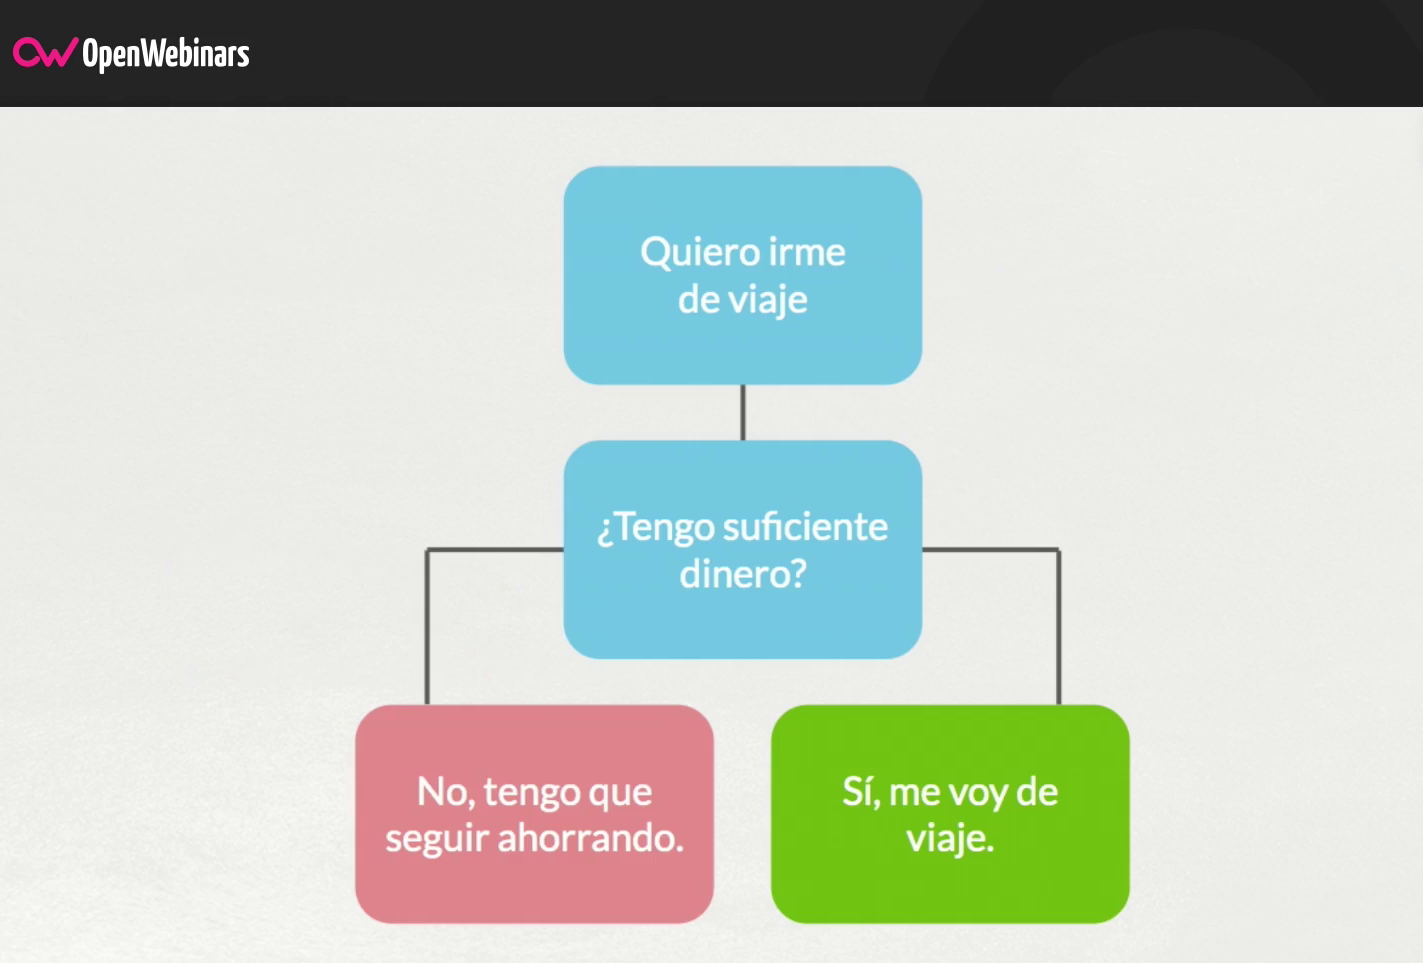 OpenWebinars
Quiero irme
de viaje
¿Tengo suficiente
dinero?
No, tengo que
seguir ahorrando.
Sí, me voy de
viaje.